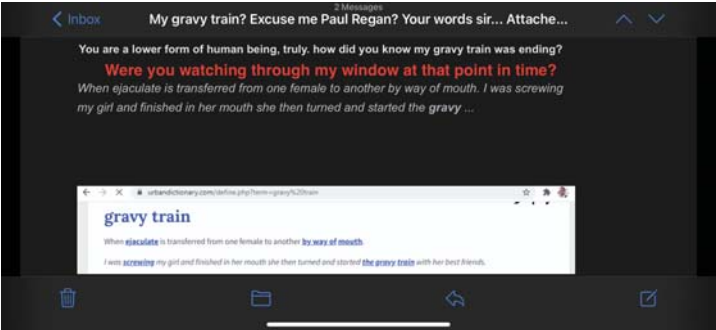 2 Messages
Inbox
My gravy train? Excuse me Paul Regan? Your words sir... Attache...
You are a lower form of human being, truly. how did you know my gravy train was ending?
Were you watching through my window at that point in time?
When ejaculate is transferred from one female to another by way of mouth. I was screwing
my girl and finished in her mouth she then turned and started the gravy ...
urbandictionary.com/define.php?term=gravy%20train
gravy train
When ejaculate is transferred from one female to another by way of mouth.
I was screwing my girl and finished in her mouth she then turned and started the gravy train with her best friends.